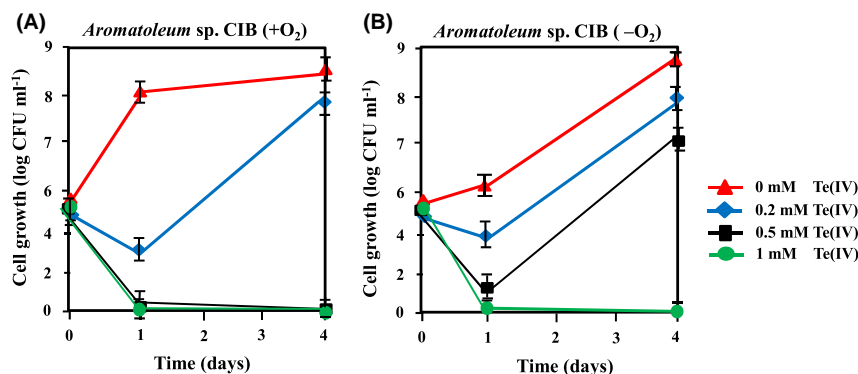 (A)
Aromatoleum sp. CIB (+O₂)
Cell growth (log CFU ml⁻¹)
9
8
7
6
4
2
0
0 1 2 3 4
Time (days)
(B)
Aromatoleum sp. CIB (−O₂)
Cell growth (log CFU ml⁻¹)
9
8
7
6
4
2
0
0 1 2 3 4
Time (days)
0 mM Te(IV)
0.2 mM Te(IV)
0.5 mM Te(IV)
1 mM Te(IV)